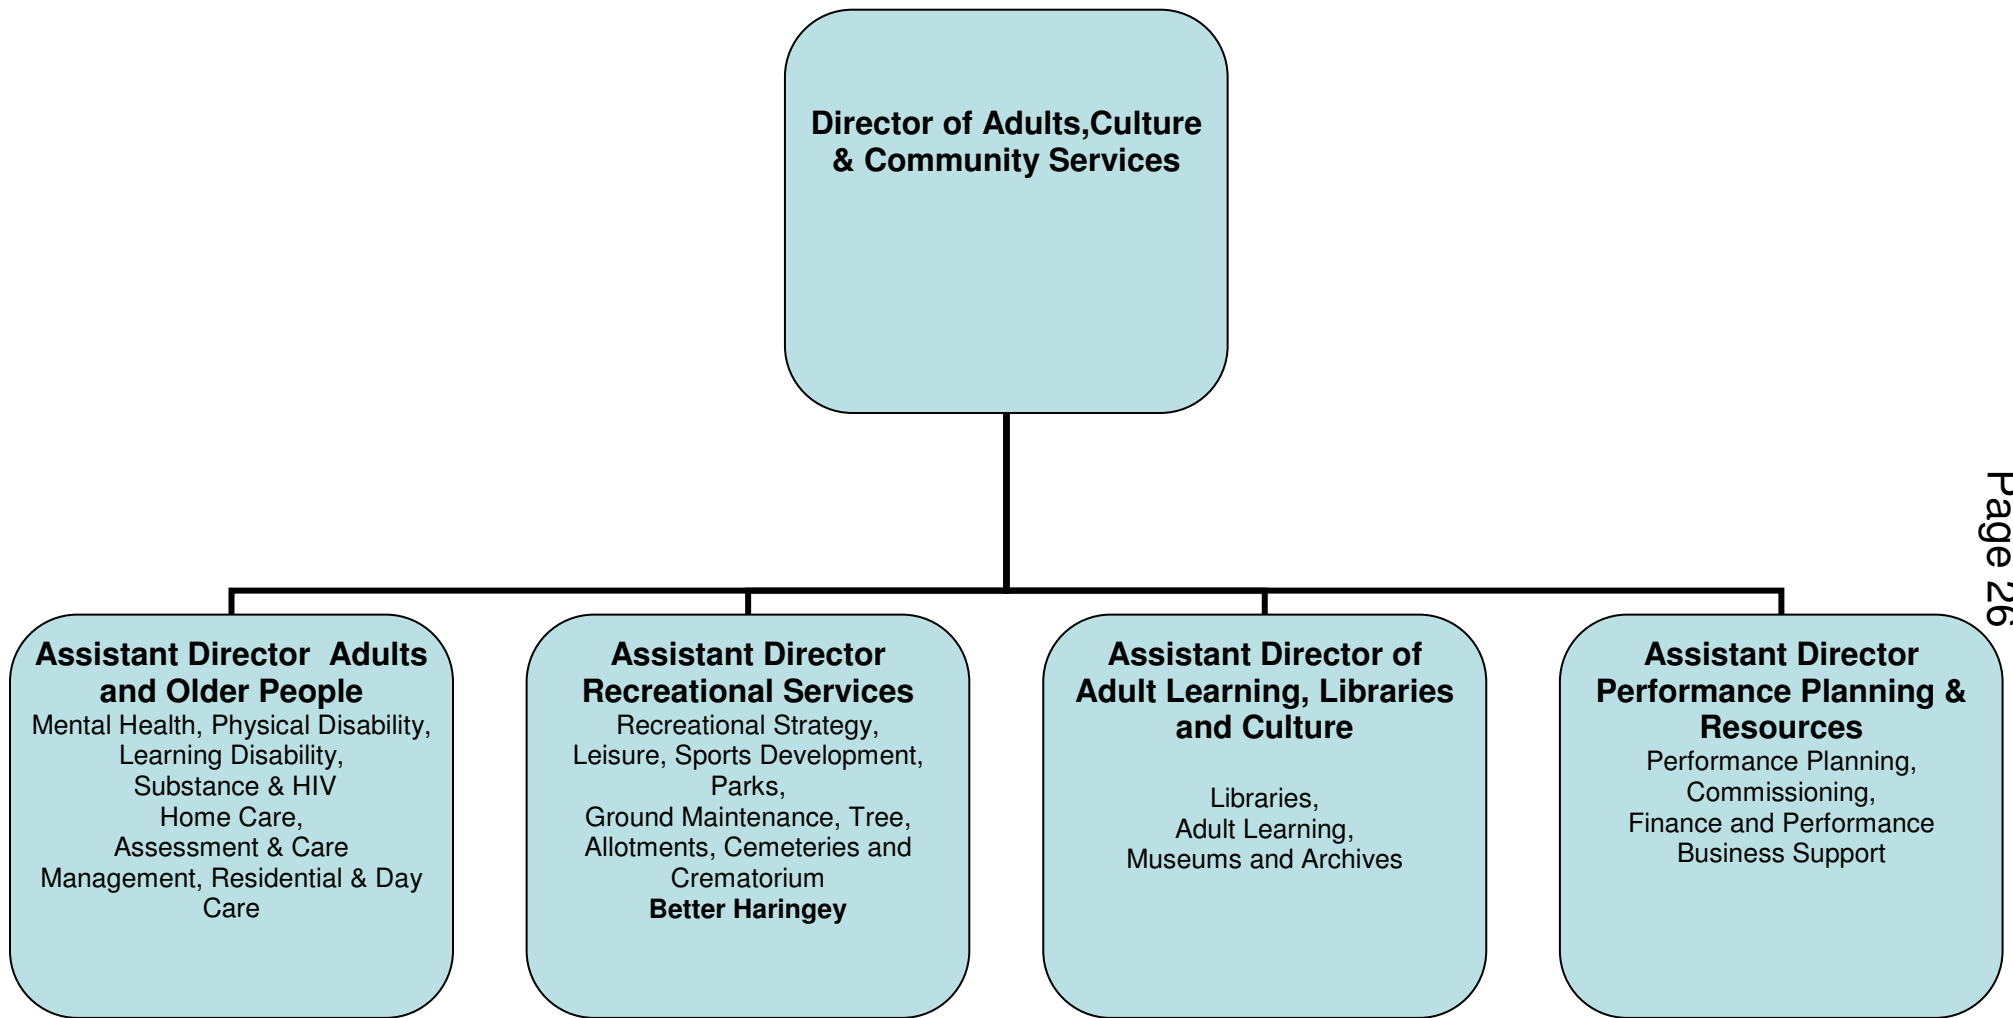 Director of Adults,Culture
& Community Services
Page 26
Assistant Director  Adults
and Older People
Mental Health, Physical Disability,
Learning Disability,
Substance & HIV
Home Care,
Assessment & Care
Management, Residential & Day
Care
Assistant Director
Recreational Services
Recreational Strategy,
Leisure, Sports Development,
Parks,
Ground Maintenance, Tree,
Allotments, Cemeteries and
Crematorium
Better Haringey
Assistant Director of
Adult Learning, Libraries
and Culture
Libraries,
Adult Learning,
Museums and Archives
Assistant Director
Performance Planning &
Resources
Performance Planning,
Commissioning,
Finance and Performance
Business Support